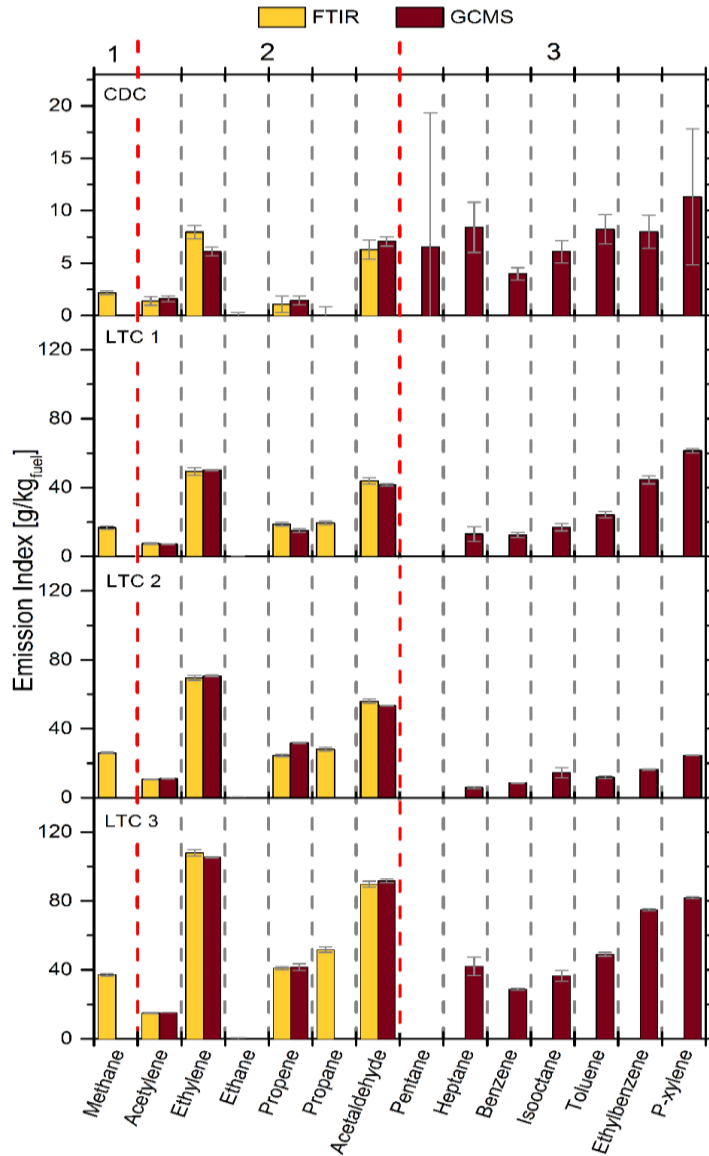 FTIR GCMS
1 2 3
CDC
20
15
10
5
0
LTC 1
120
80
40
0
LTC 2
120
80
40
0
LTC 3
120
80
40
0
Emission Index [g/kgfuel]
Methane
Acetylene
Ethylene
Ethane
Propene
Propane
Acetaldehyde
Pentane
Heptane
Benzene
Isooctane
Toluene
Ethylbenzene
P-xylene